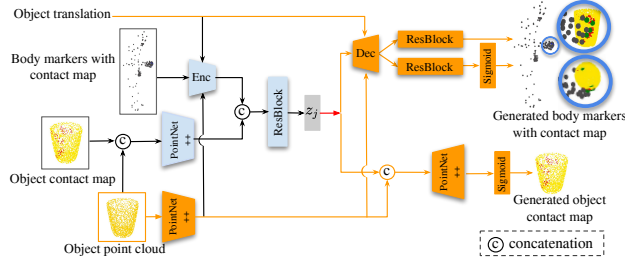 Object translation
Body markers with
contact map
Enc
Dec
ResBlock
ResBlock
Sigmoid
Generated body markers
with contact map
c
ResBlock
z_j
PointNet
++
c
Object contact map
PointNet
++
Object point cloud
c
PointNet
++
Sigmoid
Generated object
contact map
c concatenation